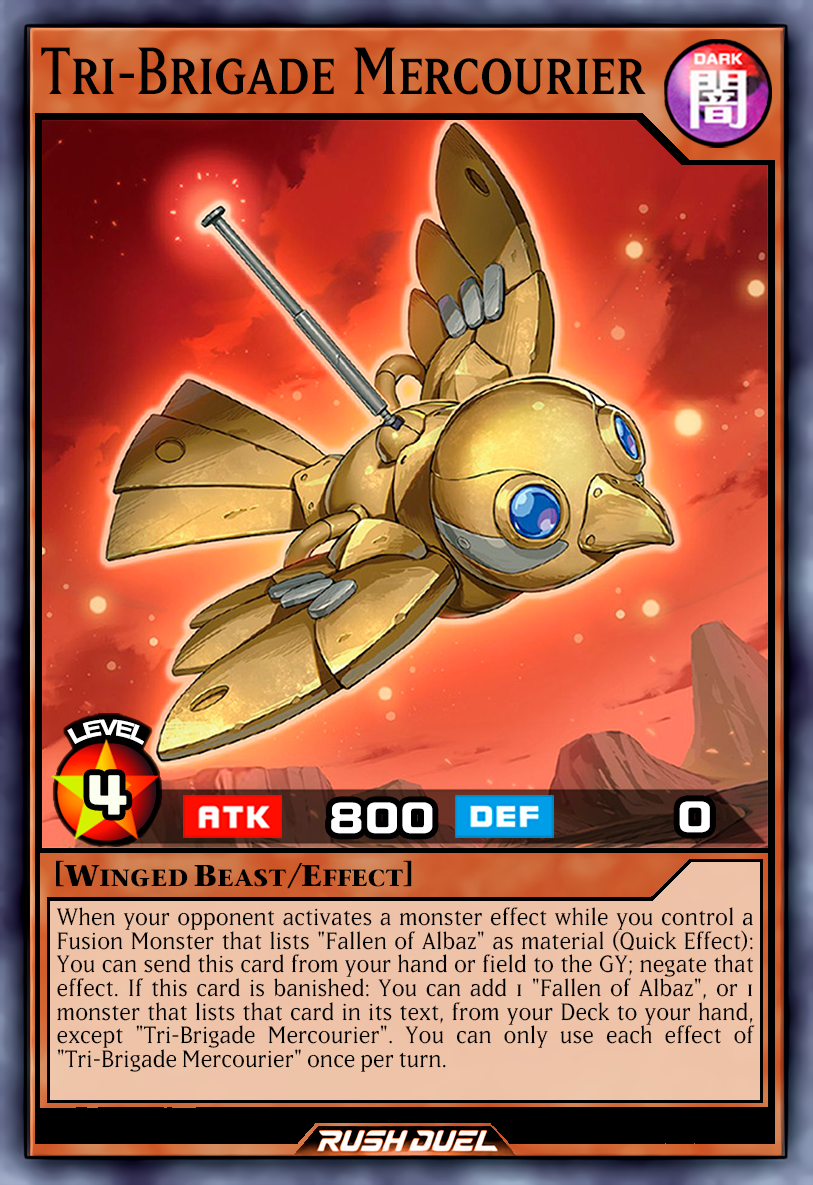 Tri-Brigade Mercourier
DARK
闇
LEVEL
4
ATK 800 DEF 0
[Winged Beast/Effect]
When your opponent activates a monster effect while you control a
Fusion Monster that lists "Fallen of Albaz" as material (Quick Effect):
You can send this card from your hand or field to the GY; negate that
effect. If this card is banished: You can add 1 "Fallen of Albaz", or 1
monster that lists that card in its text, from your Deck to your hand,
except "Tri-Brigade Mercourier". You can only use each effect of
"Tri-Brigade Mercourier" once per turn.
RUSH DUEL